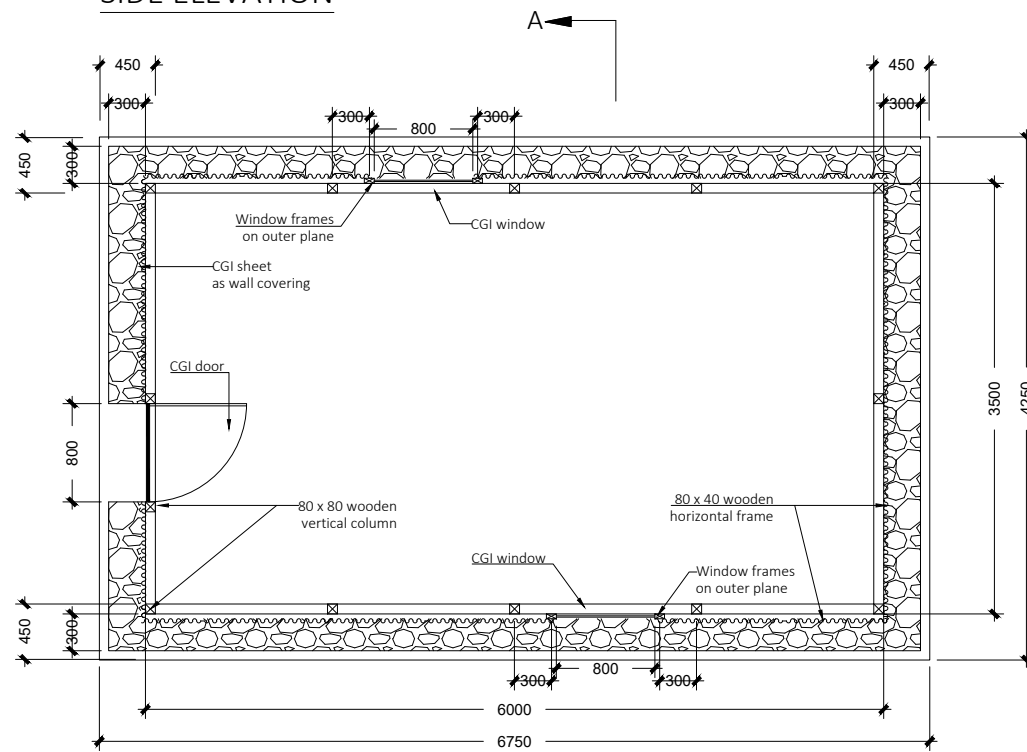 SIDE ELEVATION
A
450
450
300
300
300
800
300
450
300
Window frames
on outer plane
CGI window
CGI sheet
as wall covering
CGI door
800
3500
4250
80 x 80 wooden
vertical column
80 x 40 wooden
horizontal frame
CGI window
Window frames
on outer plane
450
300
300
800
300
6000
6750